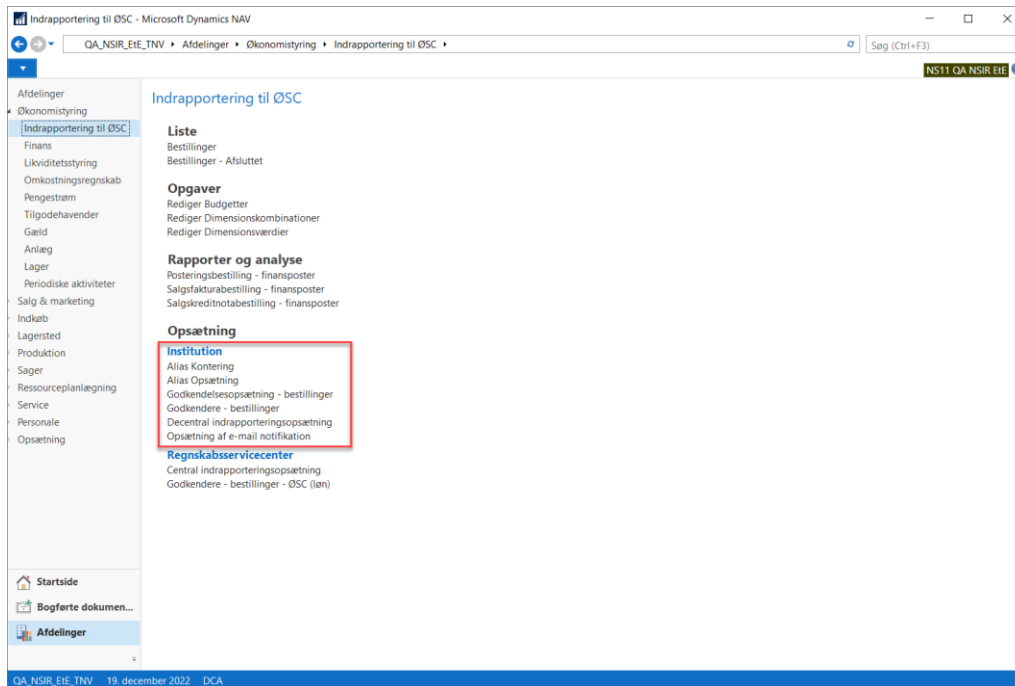 Indrapportering til ØSC - Microsoft Dynamics NAV
QA_NSIR_EtE_TNV ▸ Afdelinger ▸ Økonomistyring ▸ Indrapportering til ØSC ▸
Søg (Ctrl+F3)
NS11 QA NSIR EtE
Afdelinger
Økonomistyring
Indrapportering til ØSC
Finans
Likviditetsstyring
Omkostningsregnskab
Pengestrøm
Tilgodehavender
Gæld
Anlæg
Lager
Periodiske aktiviteter
Salg & marketing
Indkøb
Lagersted
Produktion
Sager
Ressourceplanlægning
Service
Personale
Opsætning
Indrapportering til ØSC
Liste
Bestillinger
Bestillinger - Afsluttet
Opgaver
Rediger Budgetter
Rediger Dimensionskombinationer
Rediger Dimensionsværdier
Rapporter og analyse
Posteringsbestilling - finansposter
Salgsfakturabestilling - finansposter
Salgskreditnotabestilling - finansposter
Opsætning
Institution
Alias Kontering
Alias Opsætning
Godkendelsesopsætning - bestillinger
Godkendere - bestillinger
Decentral indrapporteringsopsætning
Opsætning af e-mail notifikation
Regnskabsservicecenter
Central indrapporteringsopsætning
Godkendere - bestillinger - ØSC (løn)
Startside
Bogførte dokumen...
Afdelinger
QA_NSIR_EtE_TNV 19. december 2022 DCA